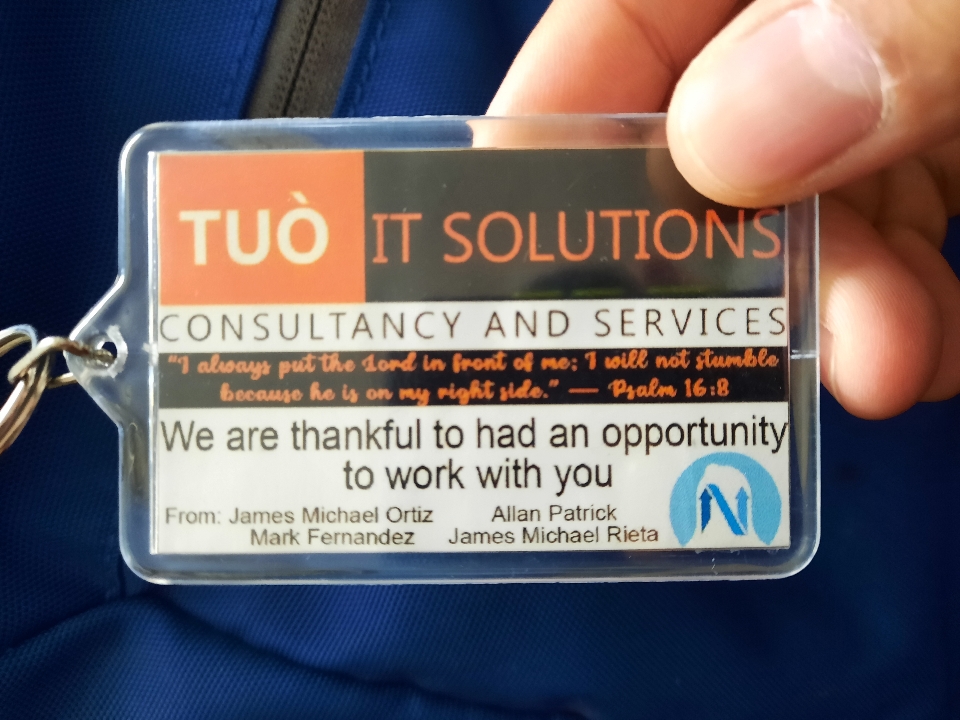 TUÒ IT SOLUTIONS
CONSULTANCY AND SERVICES
"I always put the Lord in front of me; I will not stumble
because he is on my right side." — Psalm 16:8
We are thankful to had an opportunity
to work with you
From: James Michael Ortiz Allan Patrick
Mark Fernandez James Michael Rieta